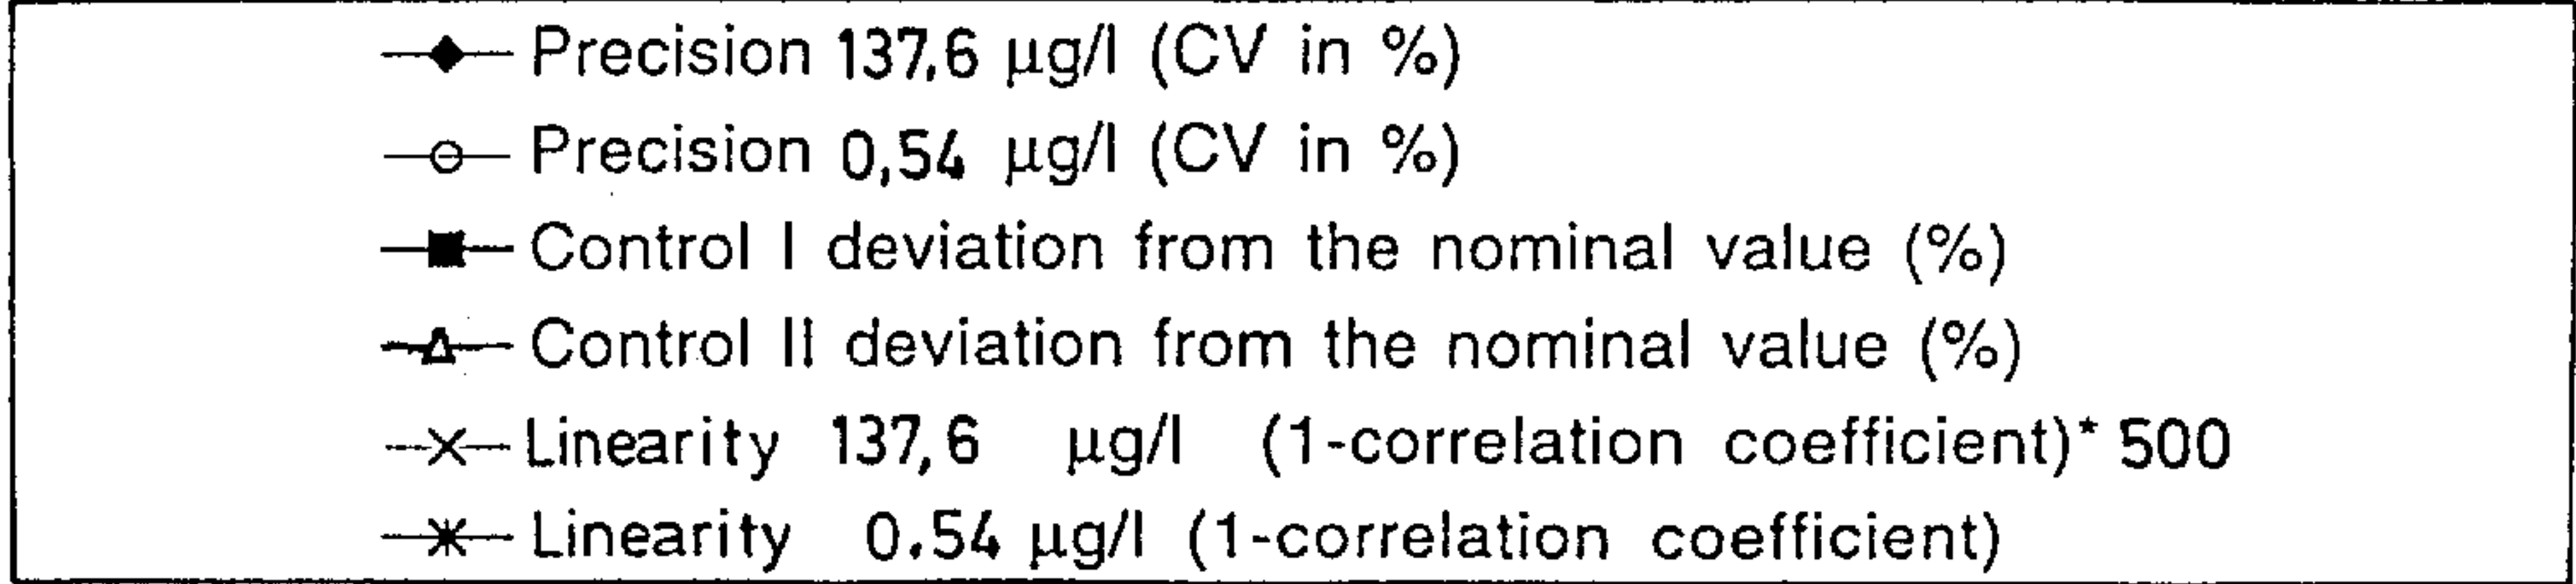 Precision 137,6 µg/l (CV in %)
Precision 0,54 µg/l (CV in %)
Control I deviation from the nominal value (%)
Control II deviation from the nominal value (%)
Linearity 137,6 µg/l (1-correlation coefficient)* 500
Linearity 0.54 µg/l (1-correlation coefficient)